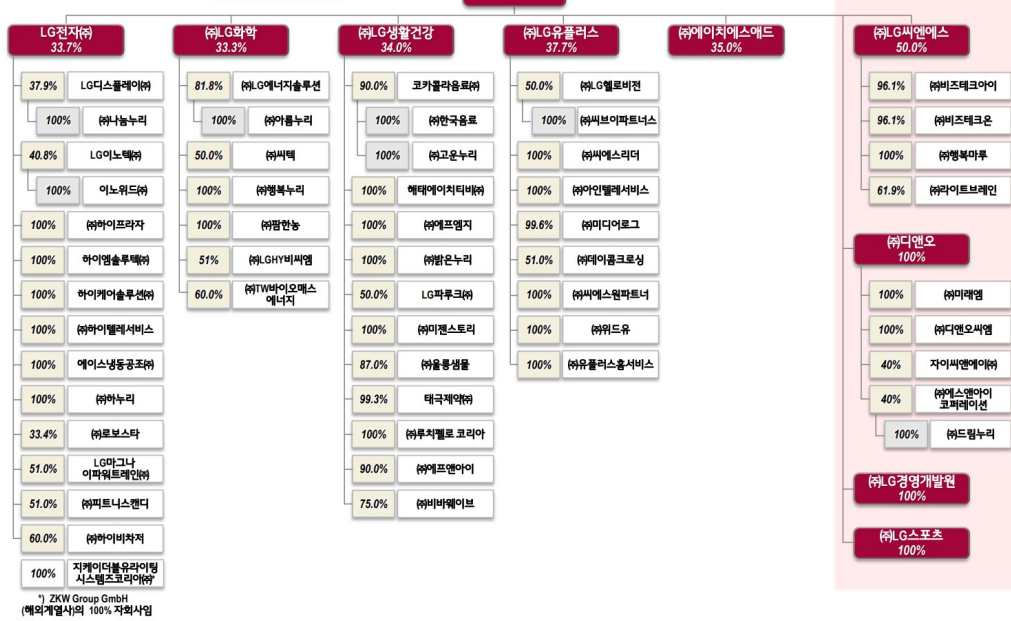 LG전자㈜
33.7%
37.9% LG디스플레이㈜
100% ㈜나눔누리
40.8% LG이노텍㈜
100% 이노위드㈜
100% ㈜하이프라자
100% 하이엠솔루텍㈜
100% 하이케어솔루션㈜
100% ㈜하이텔레서비스
100% 에이스냉동공조㈜
100% ㈜하누리
33.4% ㈜로보스타
51.0% LG마그나
이파워트레인㈜
51.0% ㈜피트니스캔디
60.0% ㈜하이비차저
100% 지케이더블유라이팅
시스템즈코리아㈜*
*) ZKW Group GmbH
(해외계열사)의 100% 자회사임
㈜LG화학
33.3%
81.8% ㈜LG에너지솔루션
100% ㈜아름누리
50.0% ㈜씨텍
100% ㈜행복누리
100% ㈜팜한농
51% ㈜LGHY비씨엠
60.0% ㈜TW바이오매스
에너지
㈜LG생활건강
34.0%
90.0% 코카콜라음료㈜
100% ㈜한국음료
100% ㈜고운누리
100% 해태에이치티비㈜
100% ㈜에프엠지
100% ㈜밝은누리
50.0% LG파루크㈜
100% ㈜미젠스토리
87.0% ㈜울릉샘물
99.3% 태극제약㈜
100% ㈜루치펠로 코리아
90.0% ㈜에프앤아이
75.0% ㈜비바웨이브
㈜LG유플러스
37.7%
50.0% ㈜LG헬로비전
100% ㈜씨브이파트너스
100% ㈜씨에스리더
100% ㈜아인텔레서비스
99.6% ㈜미디어로그
51.0% ㈜데이콤크로싱
100% ㈜씨에스원파트너
100% ㈜위드유
100% ㈜유플러스홈서비스
㈜에이치에스애드
35.0%
㈜LG씨엔에스
50.0%
96.1% ㈜비즈테크아이
96.1% ㈜비즈테크온
100% ㈜행복마루
61.9% ㈜라이트브레인
㈜디앤오
100%
100% ㈜미래엠
100% ㈜디앤오씨엠
40% 자이씨앤에이㈜
40% ㈜에스앤아이
코퍼레이션
100% ㈜드림누리
㈜LG경영개발원
100%
㈜LG스포츠
100%